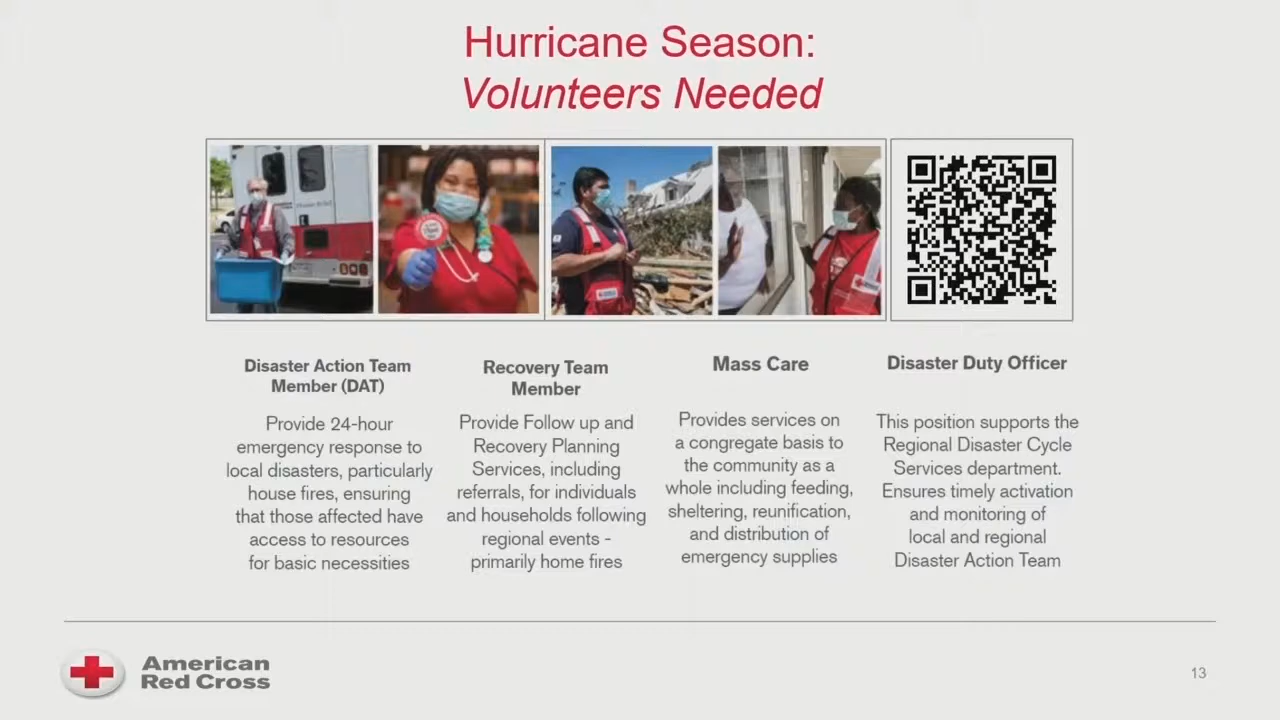 Hurricane Season:
Volunteers Needed
Disaster Action Team
Member (DAT)
Provide 24-hour
emergency response to
local disasters, particularly
house fires, ensuring
that those affected have
access to resources
for basic necessities
Recovery Team
Member
Provide Follow up and
Recovery Planning
Services, including
referrals, for individuals
and households following
regional events -
primarily home fires
Mass Care
Provides services on
a congregate basis to
the community as a
whole including feeding,
sheltering, reunification,
and distribution of
emergency supplies
Disaster Duty Officer
This position supports the
Regional Disaster Cycle
Services department.
Ensures timely activation
and monitoring of
local and regional
Disaster Action Team
American
Red Cross
13